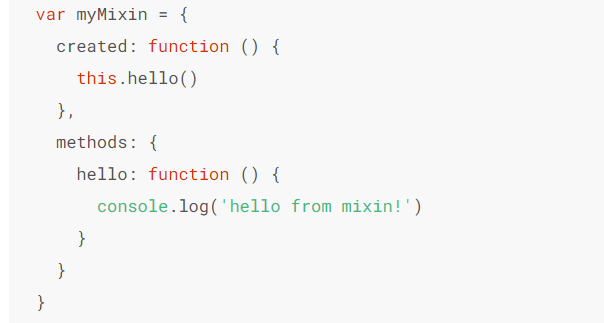 var myMixin = {
  created: function () {
    this.hello()
  },
  methods: {
    hello: function () {
      console.log('hello from mixin!')
    }
  }
}